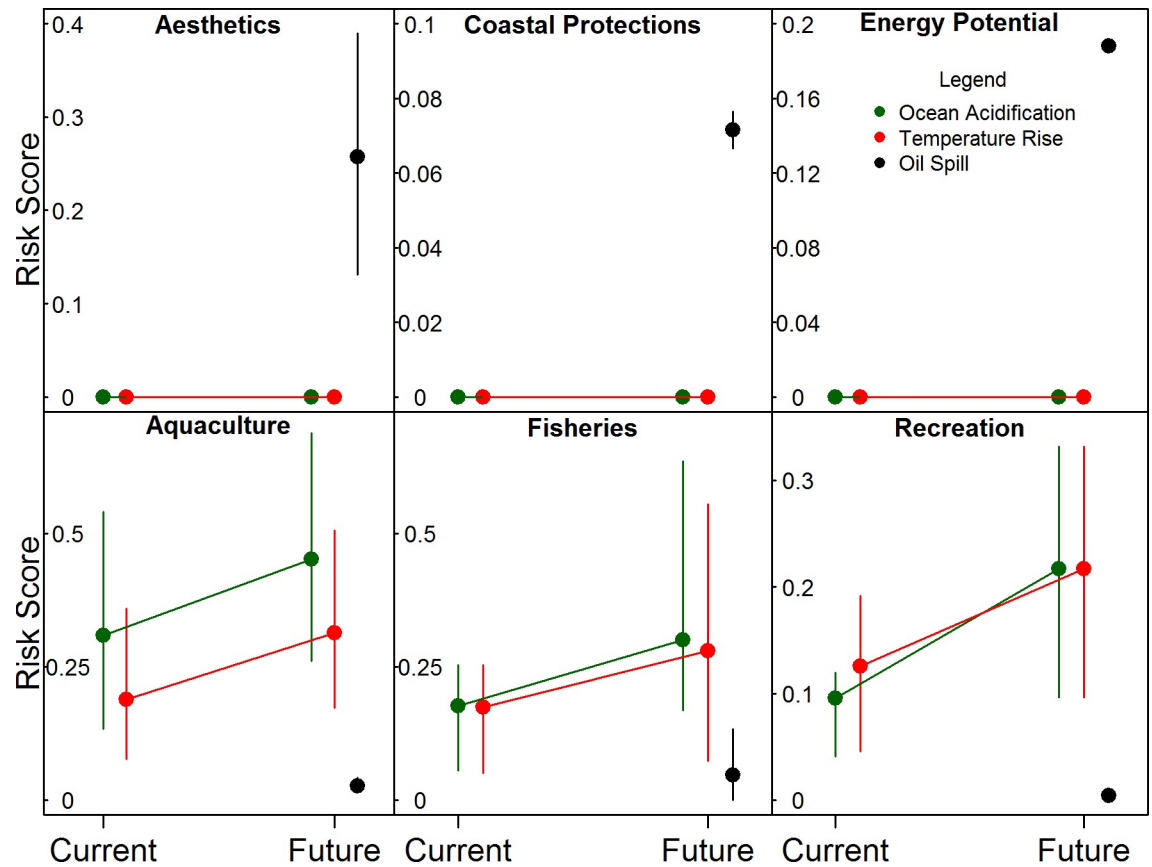 Aesthetics
Coastal Protections
Energy Potential
0.4
0.3
0.2
0.1
0
0.1
0.08
0.06
0.04
0.02
0
0.2
0.16
0.12
0.08
0.04
0
Legend
Ocean Acidification
Temperature Rise
Oil Spill
Risk Score
Aquaculture
Fisheries
Recreation
0.5
0.25
0
0.5
0.25
0
0.3
0.2
0.1
0
Risk Score
Current Future
Current Future
Current Future